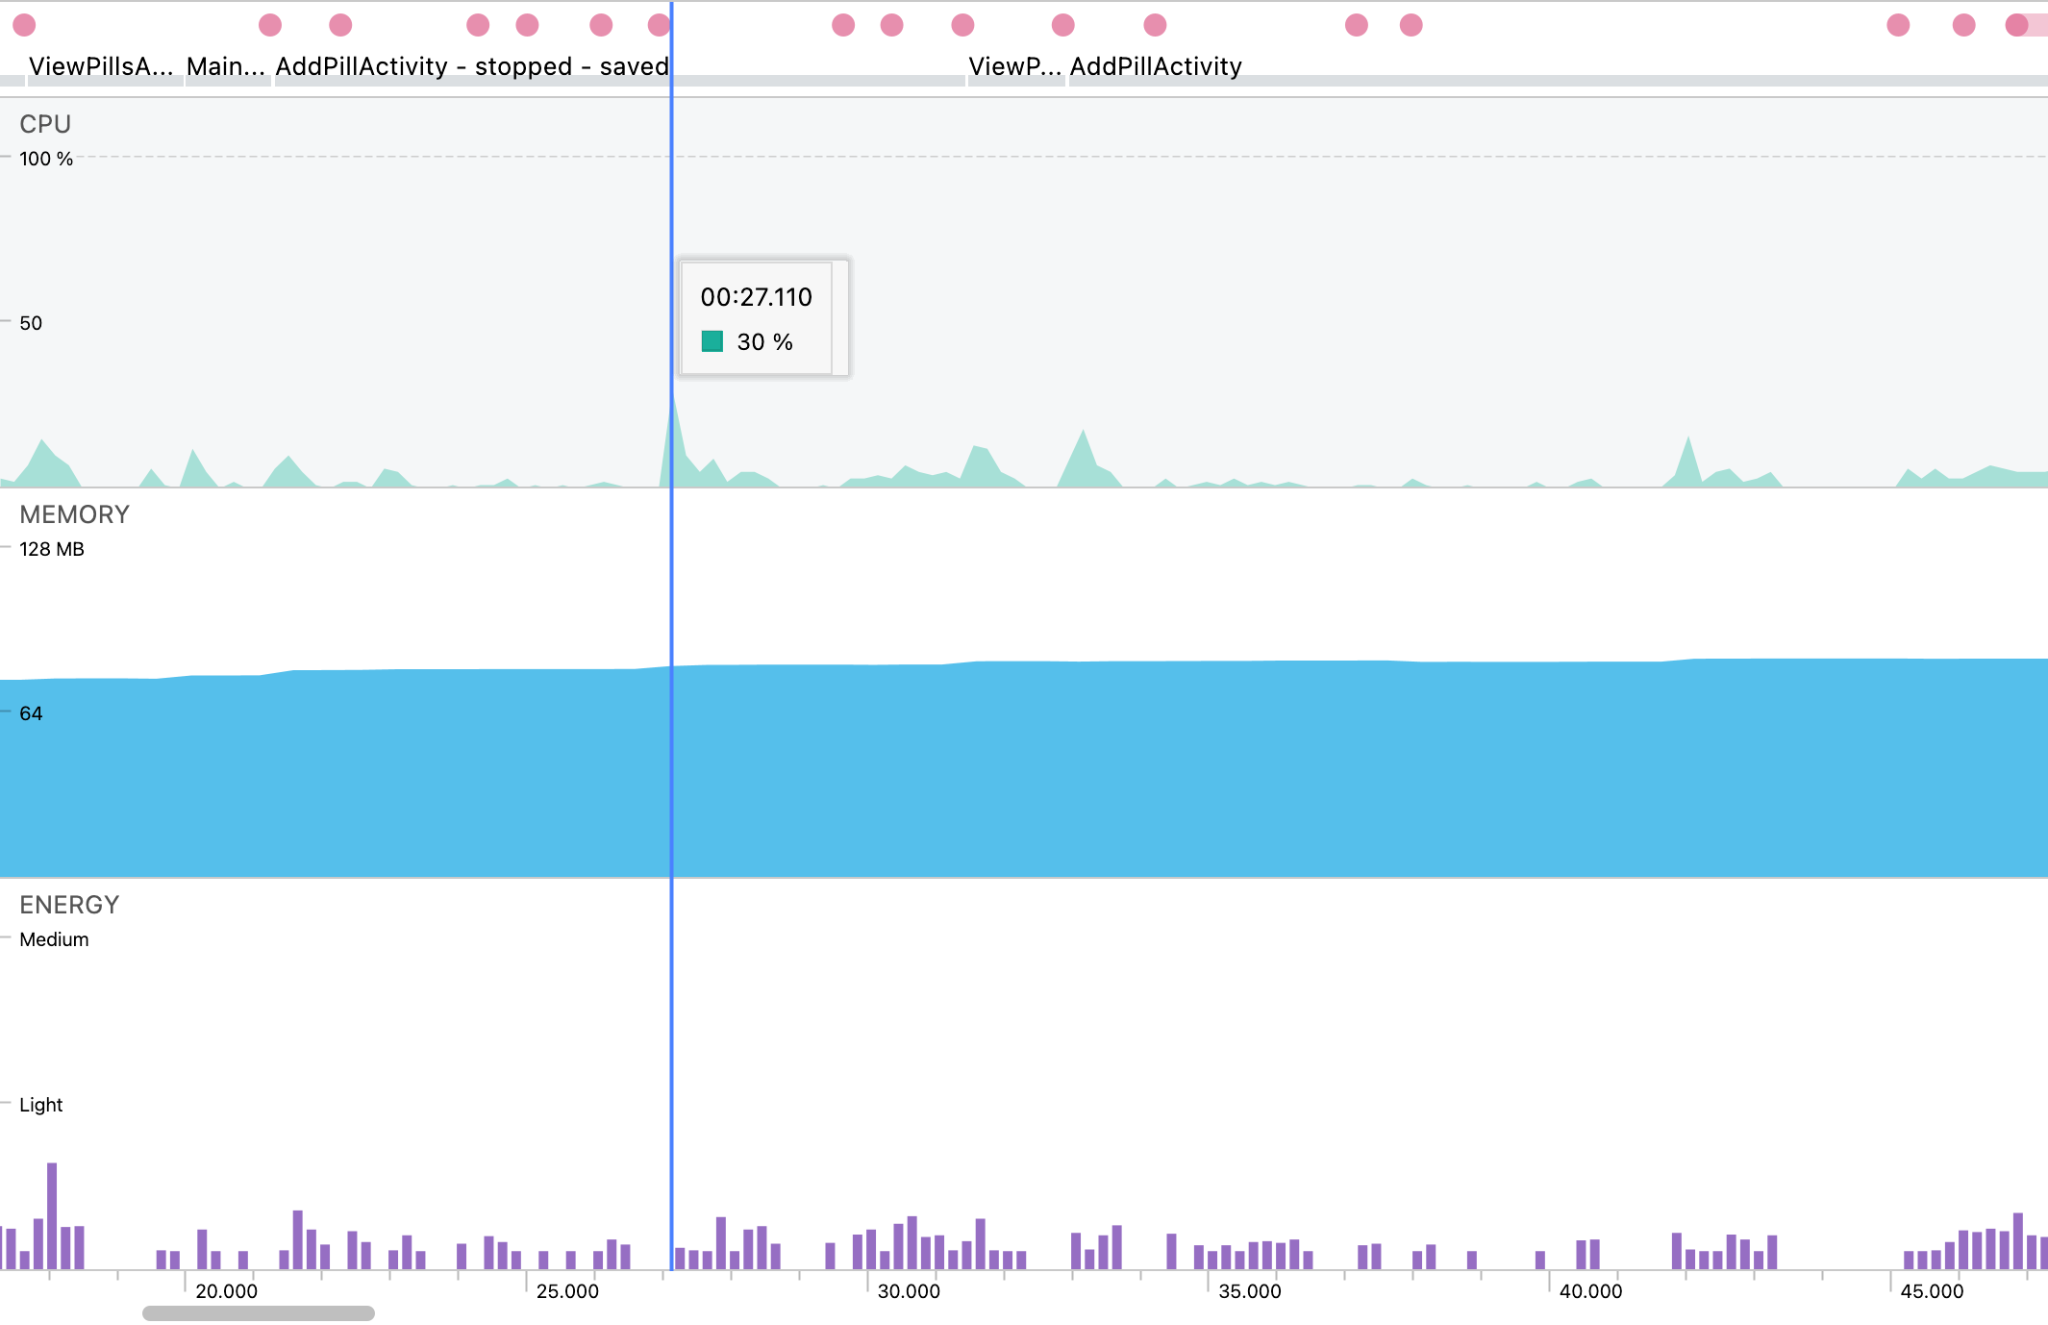 ViewPillsA... Main... AddPillActivity - stopped - saved ViewP... AddPillActivity
CPU
100 %
50
00:27.110
30 %
MEMORY
128 MB
64
ENERGY
Medium
Light
20.000 25.000 30.000 35.000 40.000 45.000